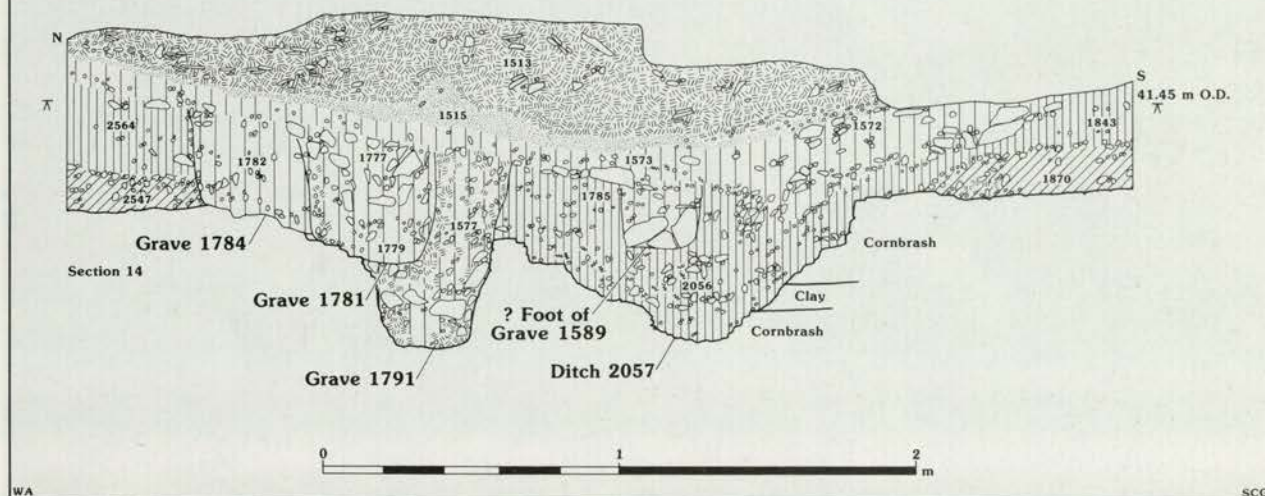 N
1513
S
41.45 m O.D.
2564
1515
1572
1843
1782
1777
1573
1870
2547
1785
1577
Grave 1784
1779
Cornbrash
Section 14
2056
Grave 1781
Clay
? Foot of
Grave 1589
Cornbrash
Grave 1791
Ditch 2057
0 1 2
m
WA SCC